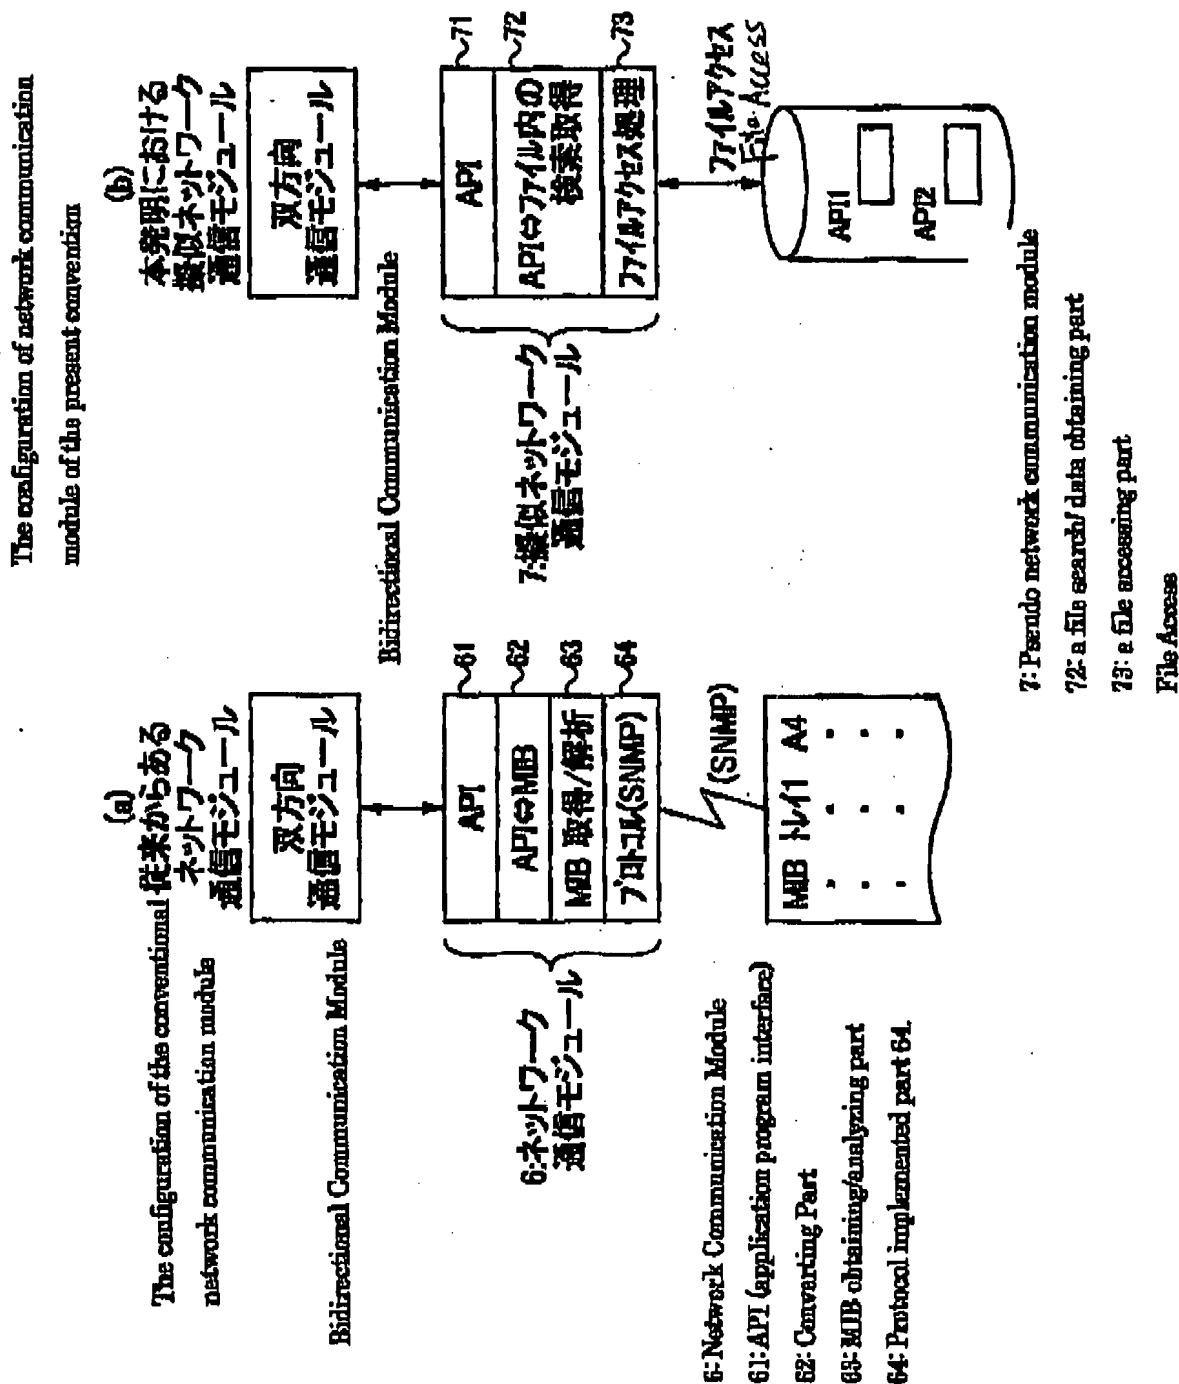 The configuration of the conventional
network communication module
(a)
従来からある
ネットワーク
通信モジュール
双方向
通信モジュール
Bidirectional Communication Module
API
61
API⇔MIB
62
MIB 取得/解析
63
プロトコル(SNMP)
64
6:ネットワーク
通信モジュール
(SNMP)
MIB トレイ1 A4
6: Network Communication Module
61: API (application program interface)
62: Converting Part
63: MIB obtaining/analyzing part
64: Protocol implemented part 64.
The configuration of network communication
module of the present convention
(b)
本発明における
擬似ネットワーク
通信モジュール
双方向
通信モジュール
Bidirectional Communication Module
API
71
API⇔ファイル内の
検索取得
72
ファイルアクセス処理
73
7:擬似ネットワーク
通信モジュール
ファイルアクセス
File Access
API1
API2
7: Pseudo network communication module
72: a file search/ data obtaining part
73: a file accessing part
File Access